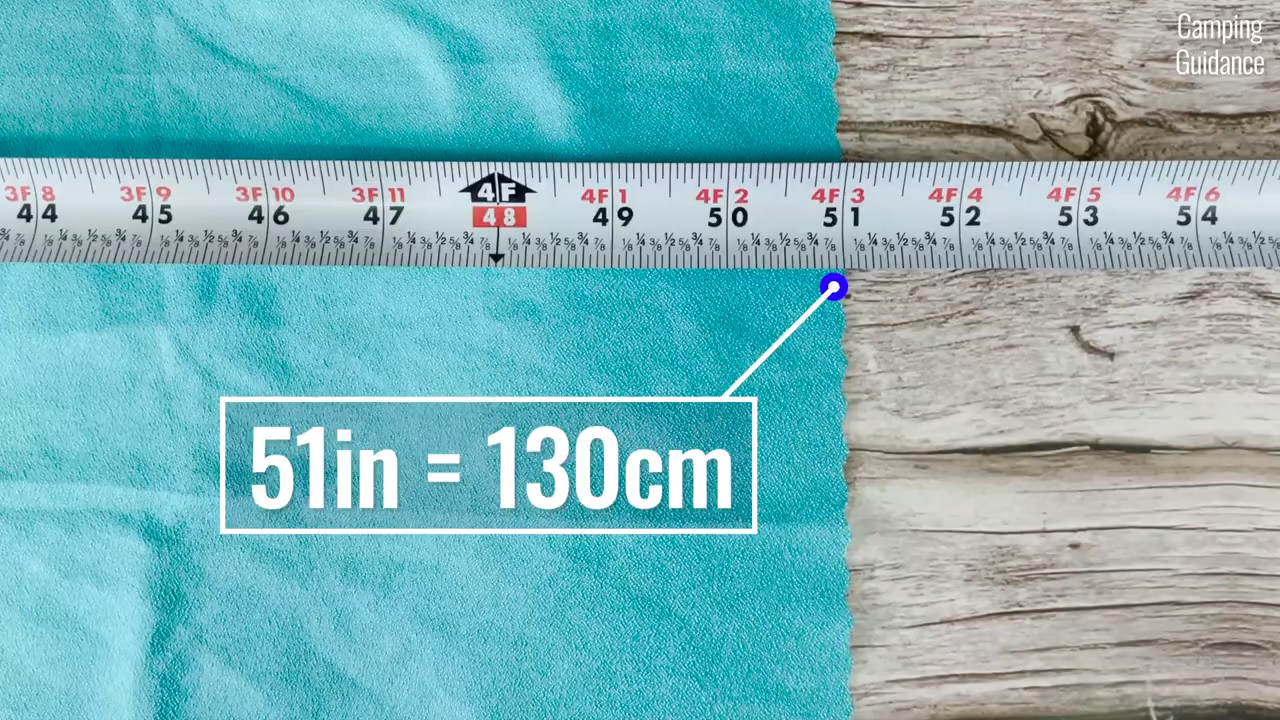 Camping
Guidance
3F 8 3F 9 3F 10 3F 11 4F 4F 1 4F 2 4F 3 4F 4 4F 5 4F 6
44 45 46 47 48 49 50 51 52 53 54
51in = 130cm